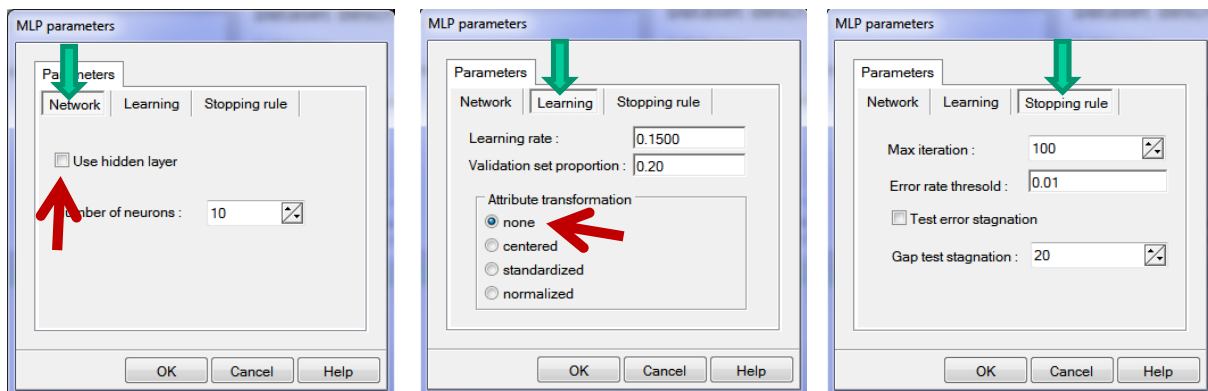 MLP parameters
Parameters
Network Learning Stopping rule
Use hidden layer
Number of neurons : 10
OK Cancel Help
MLP parameters
Parameters
Network Learning Stopping rule
Learning rate : 0.1500
Validation set proportion : 0.20
Attribute transformation
none
centered
standardized
normalized
OK Cancel Help
MLP parameters
Parameters
Network Learning Stopping rule
Max iteration : 100
Error rate thresold : 0.01
Test error stagnation
Gap test stagnation : 20
OK Cancel Help